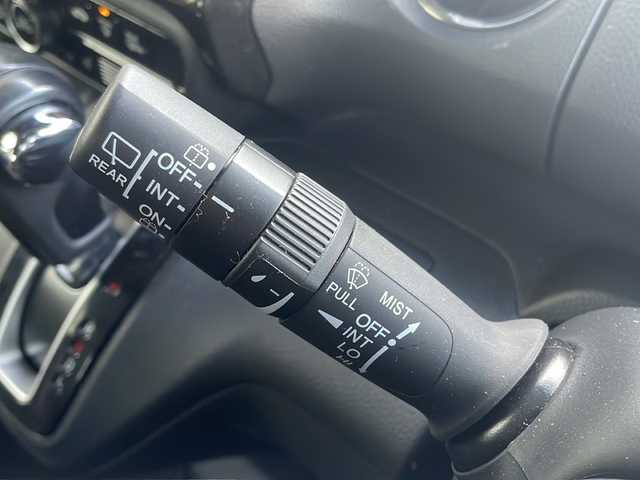 REAR
OFF
INT
ON
PULL
MIST
OFF
INT
LO
HI